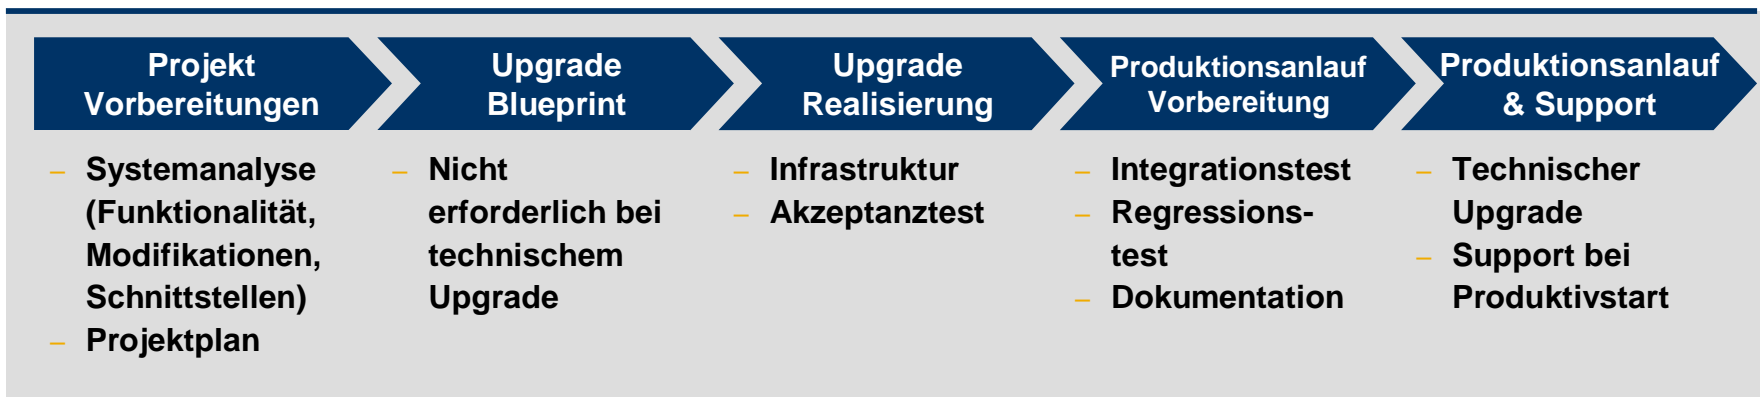 Projekt
Vorbereitungen
Upgrade
Blueprint
Upgrade
Realisierung
Produktionsanlauf
Vorbereitung
Produktionsanlauf
& Support
– Systemanalyse
(Funktionalität,
Modifikationen,
Schnittstellen)
– Projektplan
– Nicht
erforderlich bei
technischem
Upgrade
– Infrastruktur
– Akzeptanztest
– Integrationstest
– Regressions-
test
– Dokumentation
– Technischer
Upgrade
– Support bei
Produktivstart